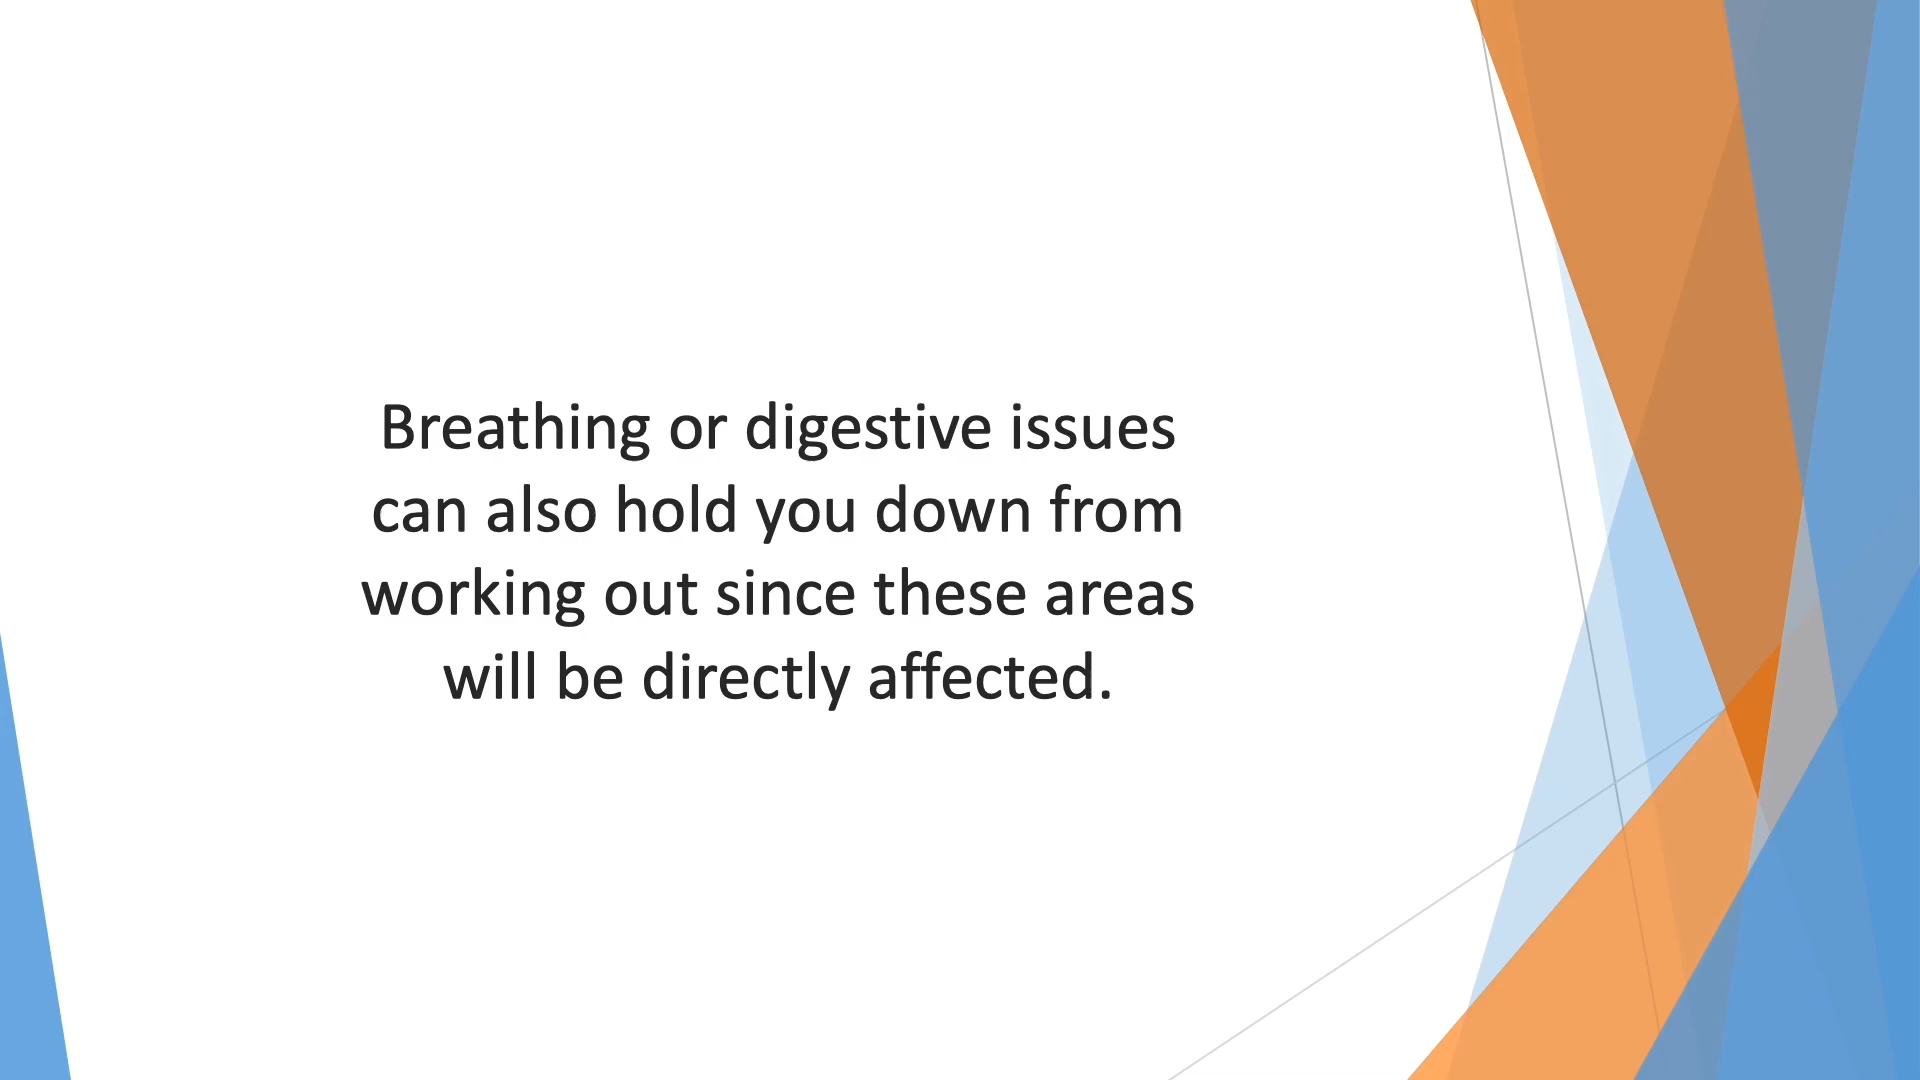 Breathing or digestive issues
can also hold you down from
working out since these areas
will be directly affected.